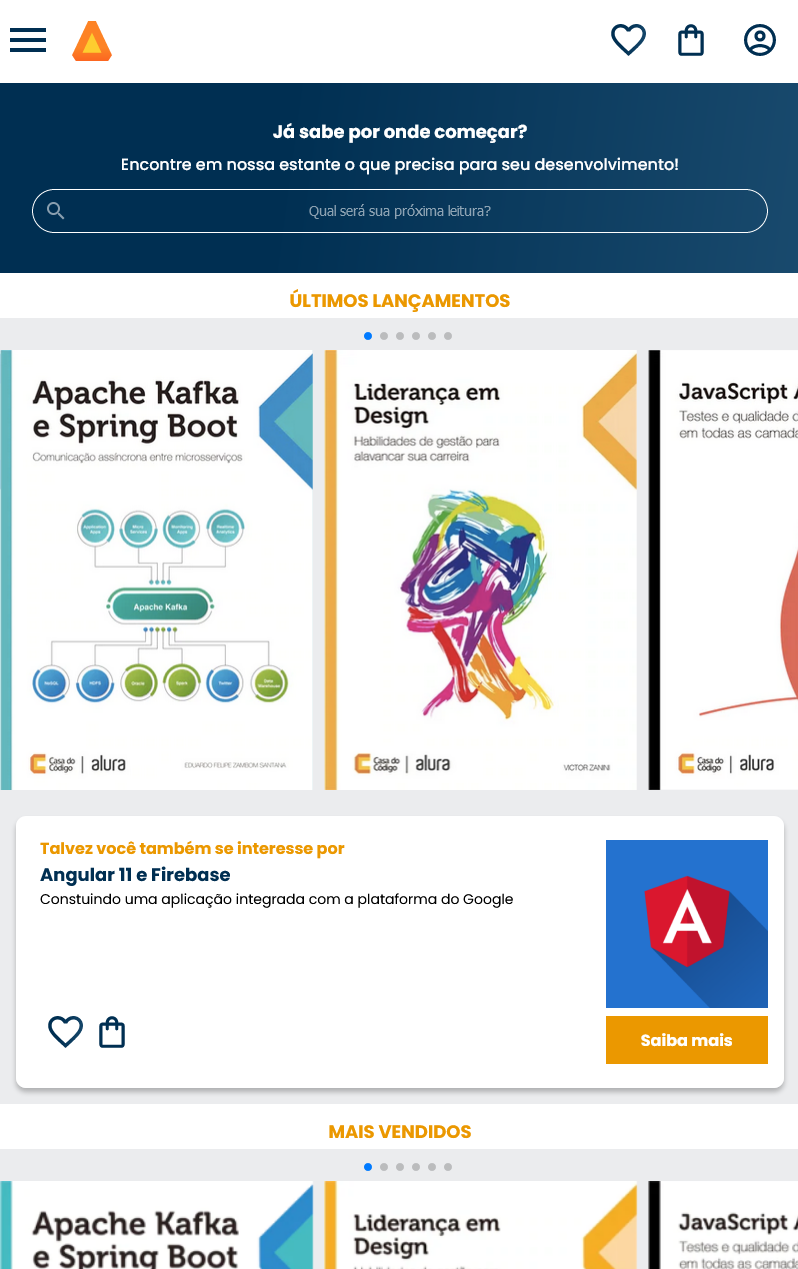 Já sabe por onde começar?
Encontre em nossa estante o que precisa para seu desenvolvimento!
Qual será sua próxima leitura?
ÚLTIMOS LANÇAMENTOS
Apache Kafka
e Spring Boot
Comunicação assíncrona entre microsserviços
Application Apps
Micro Services
Monitoring Apps
Realtime Analytics
Apache Kafka
NoSQL
HDFS
Oracle
Spark
Twitter
Data Warehouse
Casa do
Código
alura
EDUARDO FELIPE ZAMBOM SANTANA
Liderança em
Design
Habilidades de gestão para
alavancar sua carreira
Casa do
Código
alura
VICTOR ZANINI
JavaScript A
Testes e qualidade d
em todas as camada
Casa do
Código
alura
Talvez você também se interesse por
Angular 11 e Firebase
Constuindo uma aplicação integrada com a plataforma do Google
A
Saiba mais
MAIS VENDIDOS
Apache Kafka
e Spring Boot
Liderança em
Design
JavaScript A
Testes e qualidade d